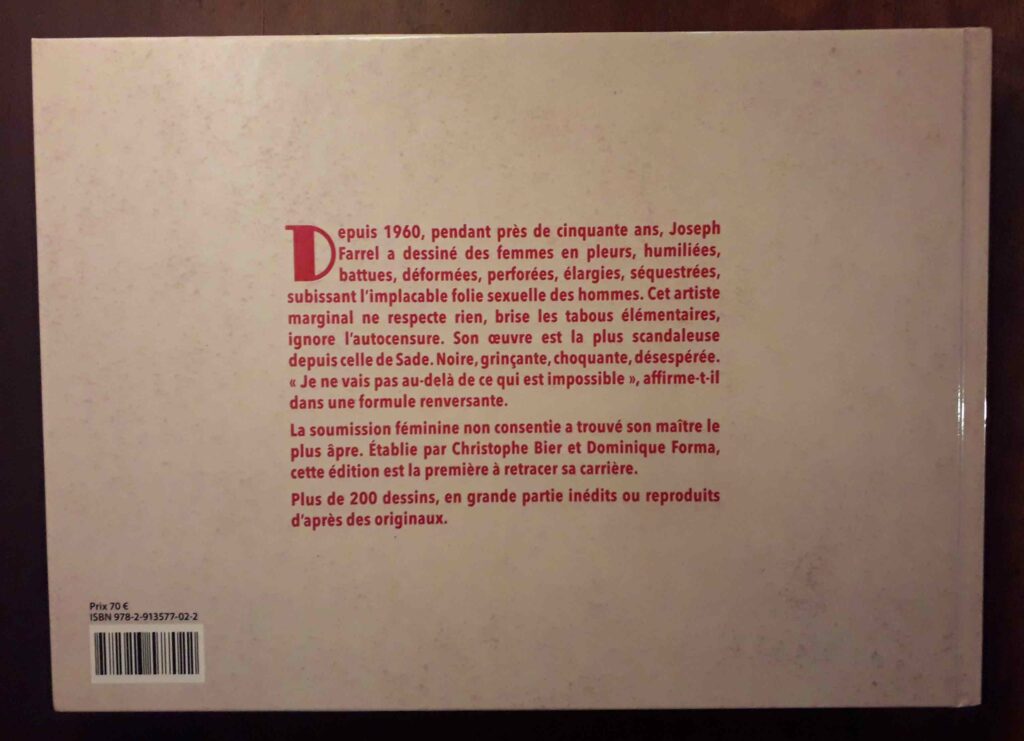 Depuis 1960, pendant près de cinquante ans, Joseph
Farrel a dessiné des femmes en pleurs, humiliées,
battues, déformées, perforées, élargies, séquestrées,
subissant l'implacable folie sexuelle des hommes. Cet artiste
marginal ne respecte rien, brise les tabous élémentaires,
ignore l'autocensure. Son œuvre est la plus scandaleuse
depuis celle de Sade. Noire, grinçante, choquante, désespérée.
« Je ne vais pas au-delà de ce qui est impossible », affirme-t-il
dans une formule renversante.
La soumission féminine non consentie a trouvé son maître le
plus âpre. Établie par Christophe Bier et Dominique Forma,
cette édition est la première à retracer sa carrière.
Plus de 200 dessins, en grande partie inédits ou reproduits
d'après des originaux.
Prix 70 €
ISBN 978-2-913577-02-2